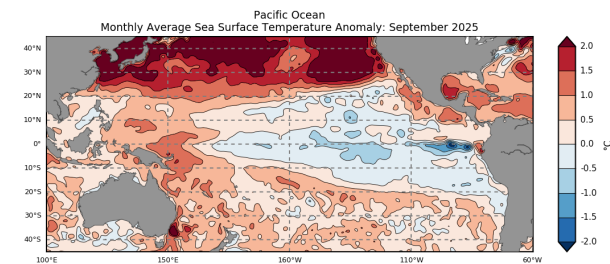 Pacific Ocean
Monthly Average Sea Surface Temperature Anomaly: September 2025
40°N
30°N
20°N
10°N
0°
10°S
20°S
30°S
40°S
100°E
150°E
160°W
110°W
60°W
2.0
1.5
1.0
0.5
0.0
-0.5
-1.0
-1.5
-2.0
°C